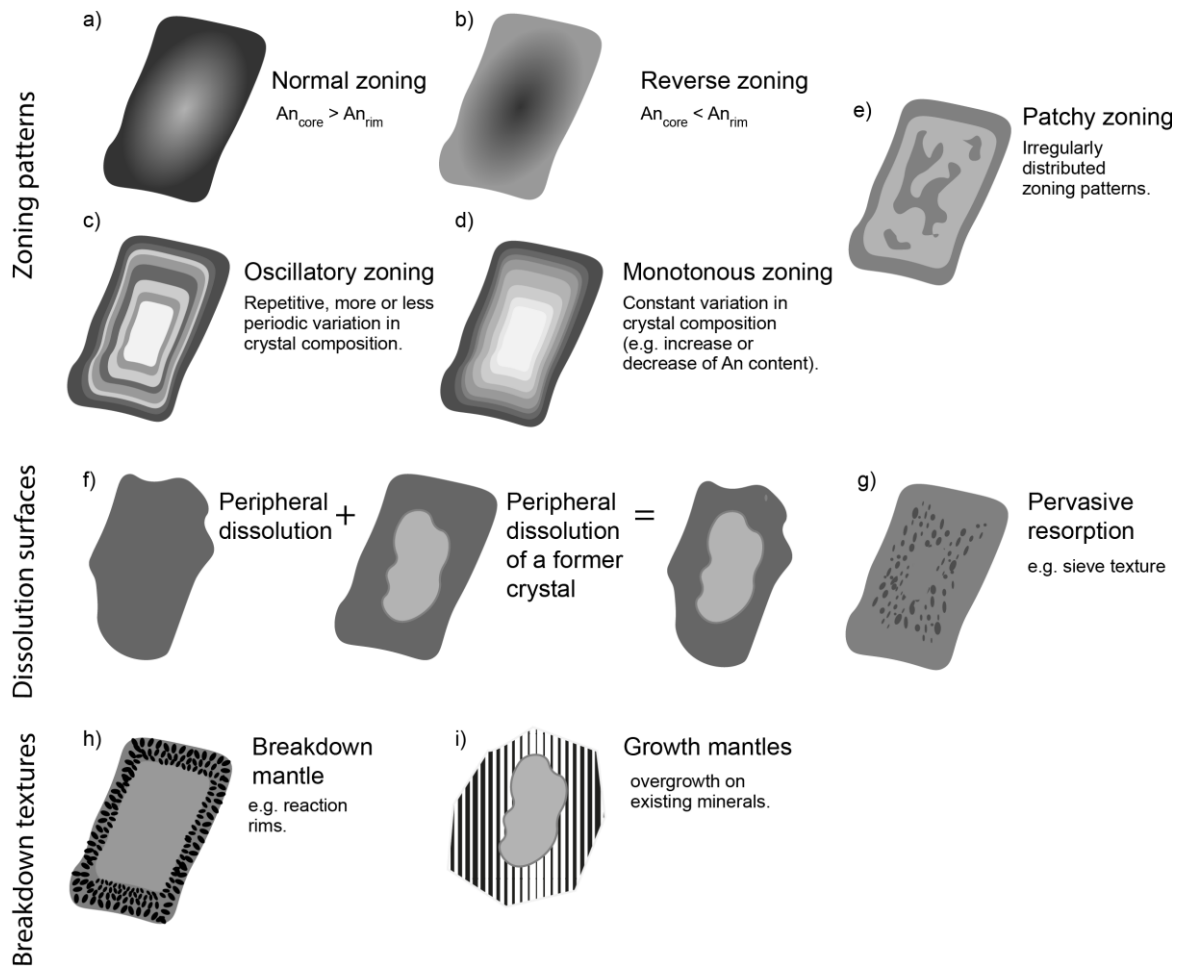 Zoning patterns
a)
Normal zoning
An_core > An_rim
b)
Reverse zoning
An_core < An_rim
c)
Oscillatory zoning
Repetitive, more or less
periodic variation in
crystal composition.
d)
Monotonous zoning
Constant variation in
crystal composition
(e.g. increase or
decrease of An content).
e)
Patchy zoning
Irregularly
distributed
zoning patterns.
Dissolution surfaces
f)
Peripheral
dissolution
+
Peripheral
dissolution
of a former
crystal
=
g)
Pervasive
resorption
e.g. sieve texture
Breakdown textures
h)
Breakdown
mantle
e.g. reaction
rims.
i)
Growth mantles
overgrowth on
existing minerals.